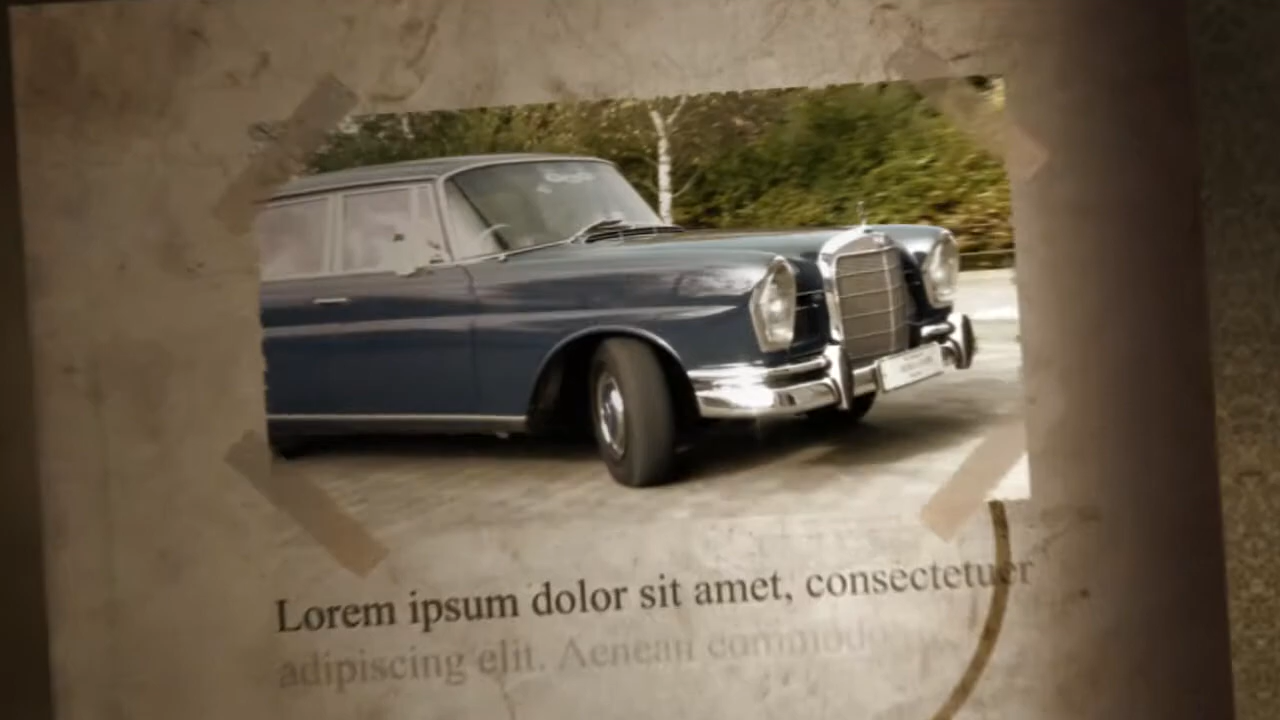 Lorem ipsum dolor sit amet, consectetuer
adipiscing elit. Aenean commodo